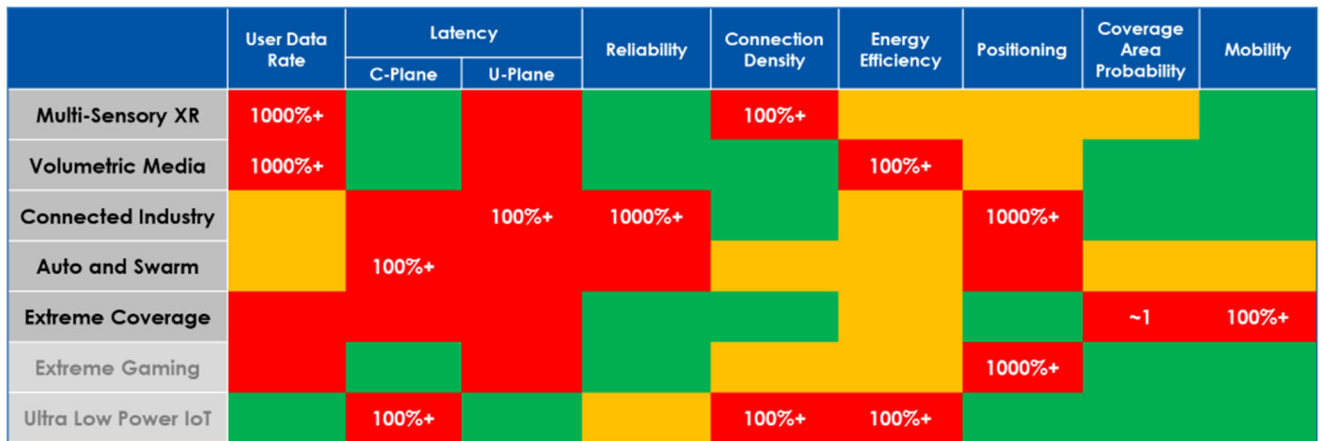 User Data Rate
Latency
C-Plane
U-Plane
Reliability
Connection Density
Energy Efficiency
Positioning
Coverage Area Probability
Mobility
Multi-Sensory XR 1000%+ 100%+
Volumetric Media 1000%+ 100%+
Connected Industry 100%+ 1000%+ 1000%+
Auto and Swarm 100%+
Extreme Coverage ~1 100%+
Extreme Gaming 1000%+
Ultra Low Power IoT 100%+ 100%+ 100%+